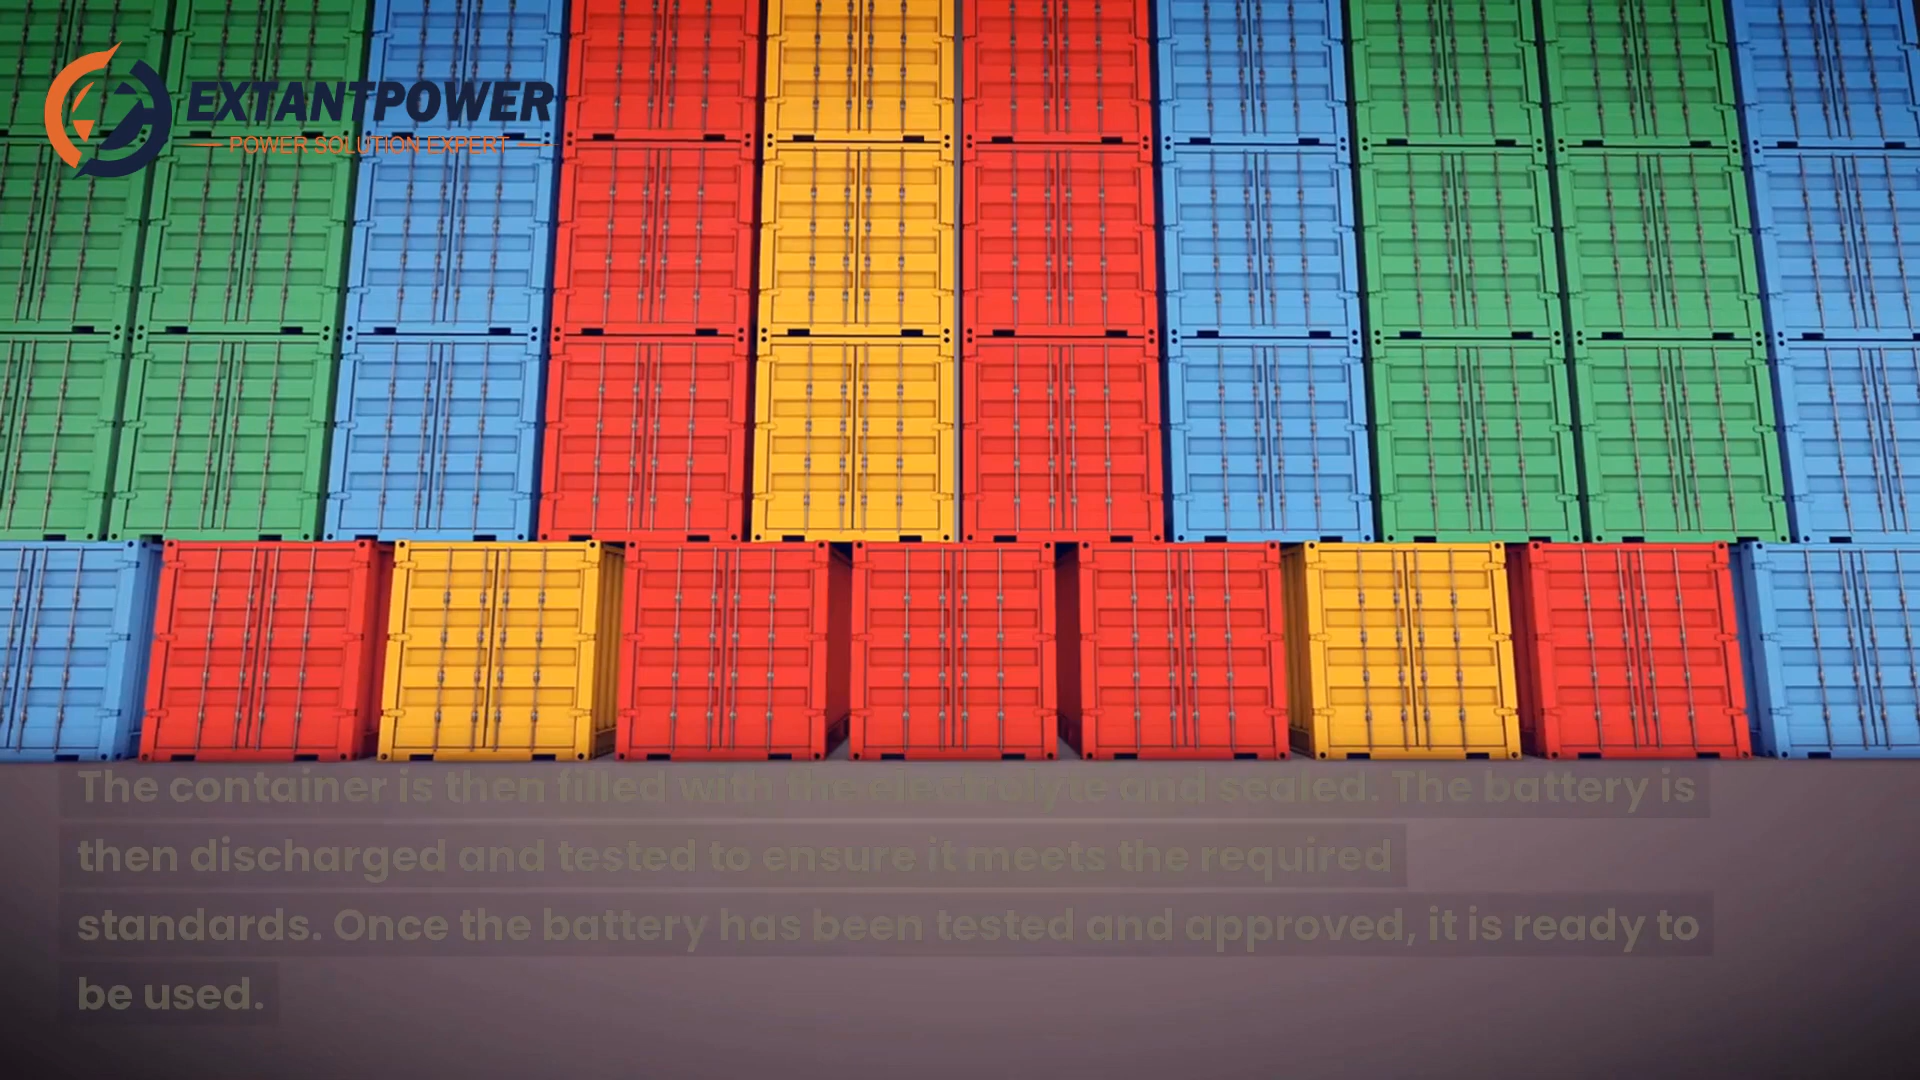 EXTANTPOWER
POWER SOLUTION EXPERT
The container is then filled with the electrolyte and sealed. The battery is
then discharged and tested to ensure it meets the required
standards. Once the battery has been tested and approved, it is ready to
be used.